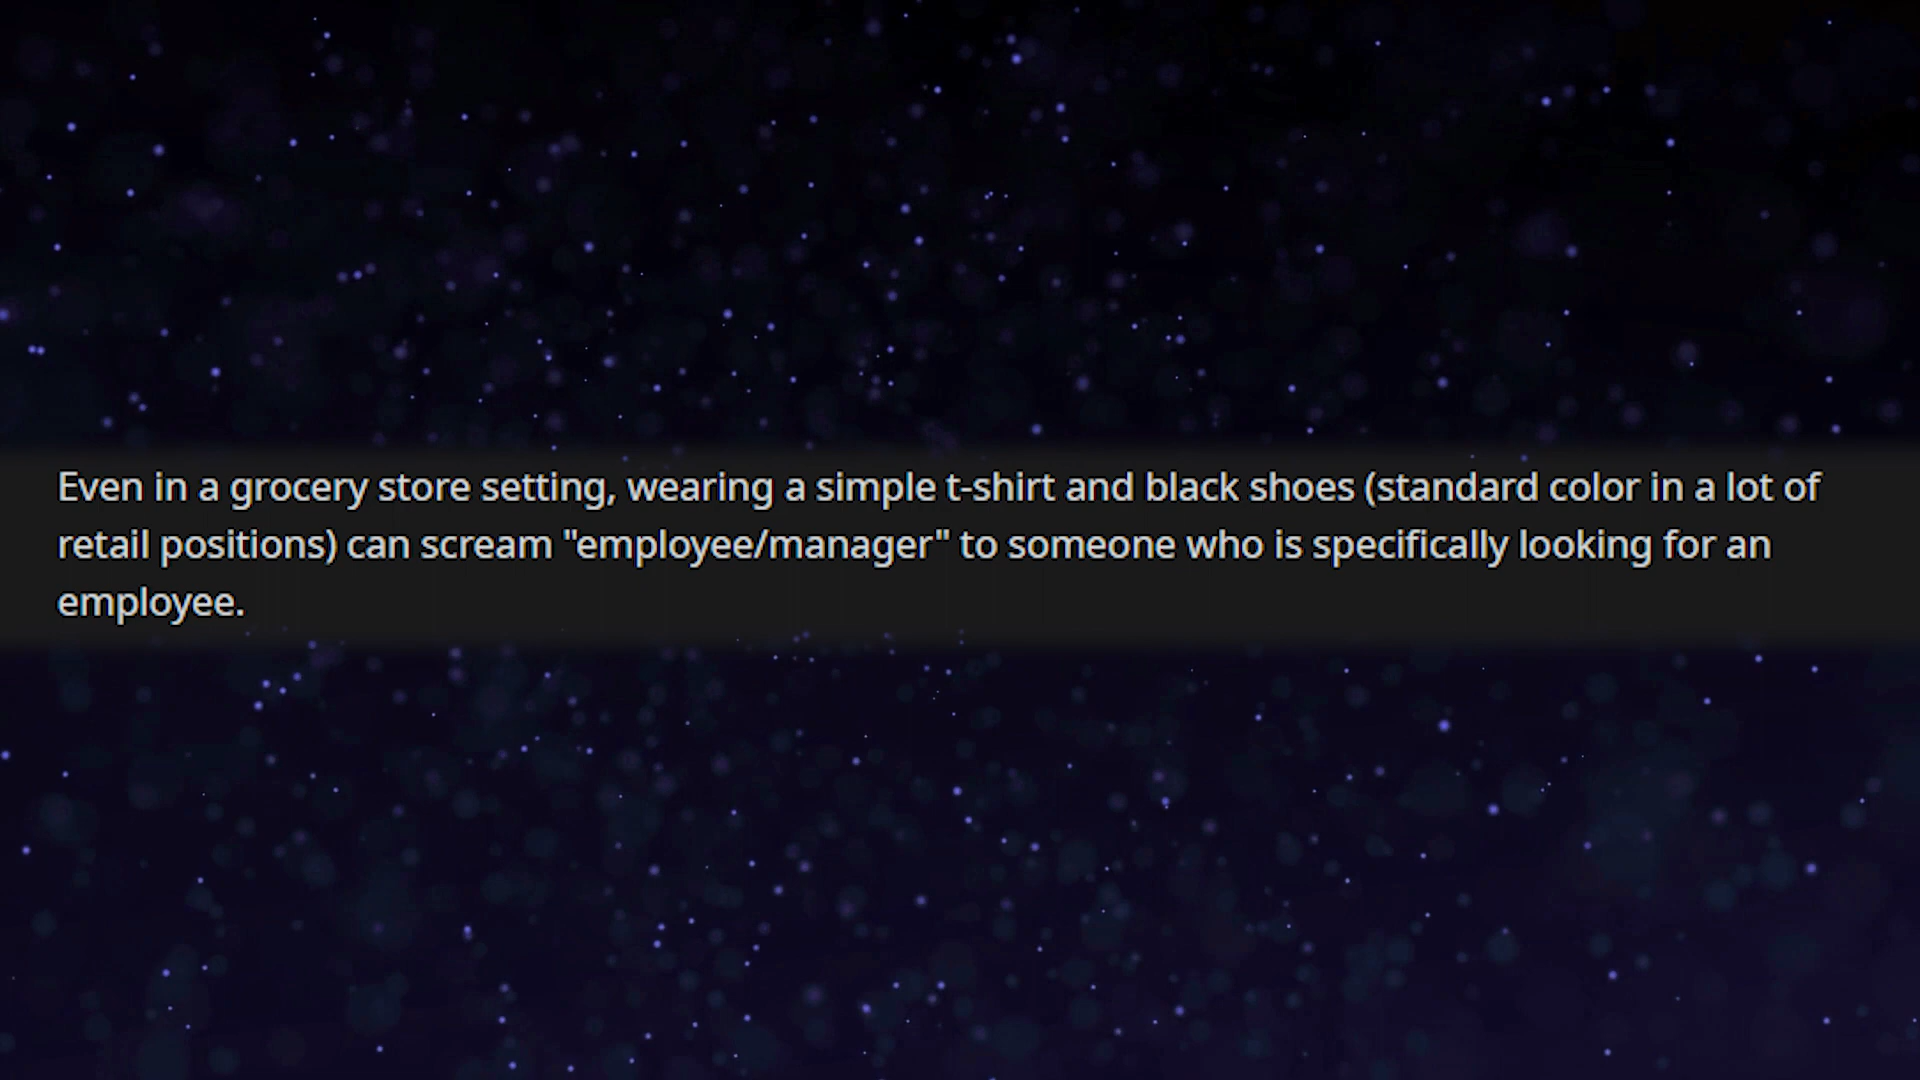 Even in a grocery store setting, wearing a simple t-shirt and black shoes (standard color in a lot of
retail positions) can scream "employee/manager" to someone who is specifically looking for an
employee.